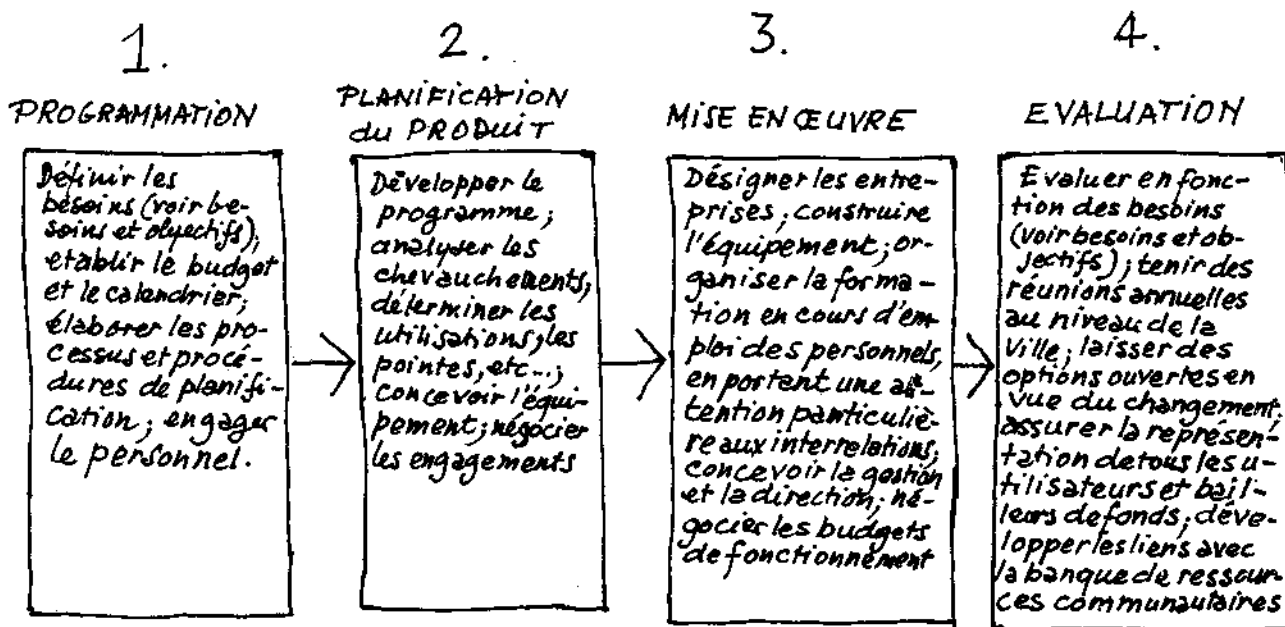 1.
PROGRAMMATION
Définir les
besoins (voir be-
soins et objectifs),
etablir le budget
et le calendrier;
élaborer les pro-
cessus et procé-
dures de planifi-
cation; engager
le personnel.
2.
PLANIFICATION
du PRODUIT
Développer le
programme;
analyser les
chevauchements,
déterminer les
utilisations, les
pointes, etc...;
concevoir l'équi-
pement; négocier
les engagements
3.
MISE EN ŒUVRE
Désigner les entre-
prises; construire
l'équipement; or-
ganiser la forma-
tion en cours d'em
ploi des personnels,
en portant une at-
tention particuliè-
re aux interrelations;
concevoir la gestion
et la direction; né-
gocier les budgets
de fonctionnement
4.
EVALUATION
Evaluer en fonc-
tion des besoins
(voir besoins et ob-
jectifs); tenir des
réunions annuelles
au niveau de la
ville; laisser des
options ouvertes en
vue du changement;
assurer la représen-
tation de tous les u-
tilisateurs et bail-
leurs de fonds; déve-
lopper les liens avec
la banque de ressour-
ces communautaires